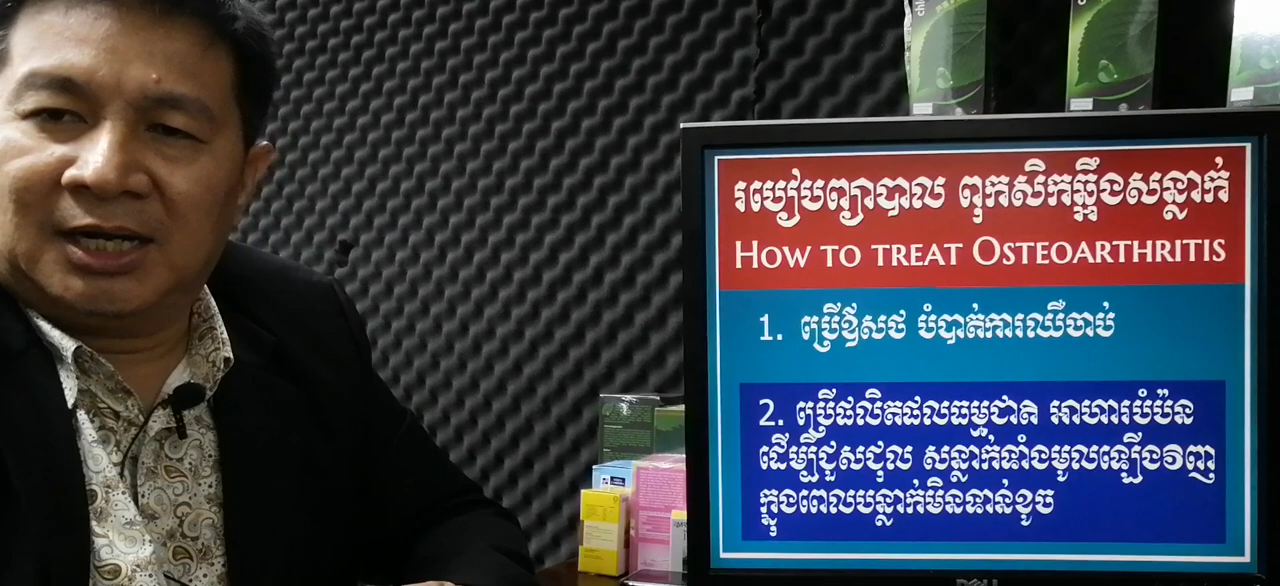 chl
របៀបព្យាបាល ពុកសិកឆ្អឹងសន្លាក់
HOW TO TREAT OSTEOARTHRITIS
1. ប្រើឱសថ បំបាត់ការឈឺចាប់
2. ប្រើផលិតផលធម្មជាតិ អាហារបំប៉ន
ដើម្បីជួសជុល សន្លាក់ទាំងមូលឡើងវិញ
ក្នុងពេលបន្លាក់មិនទាន់ខូច
DELL